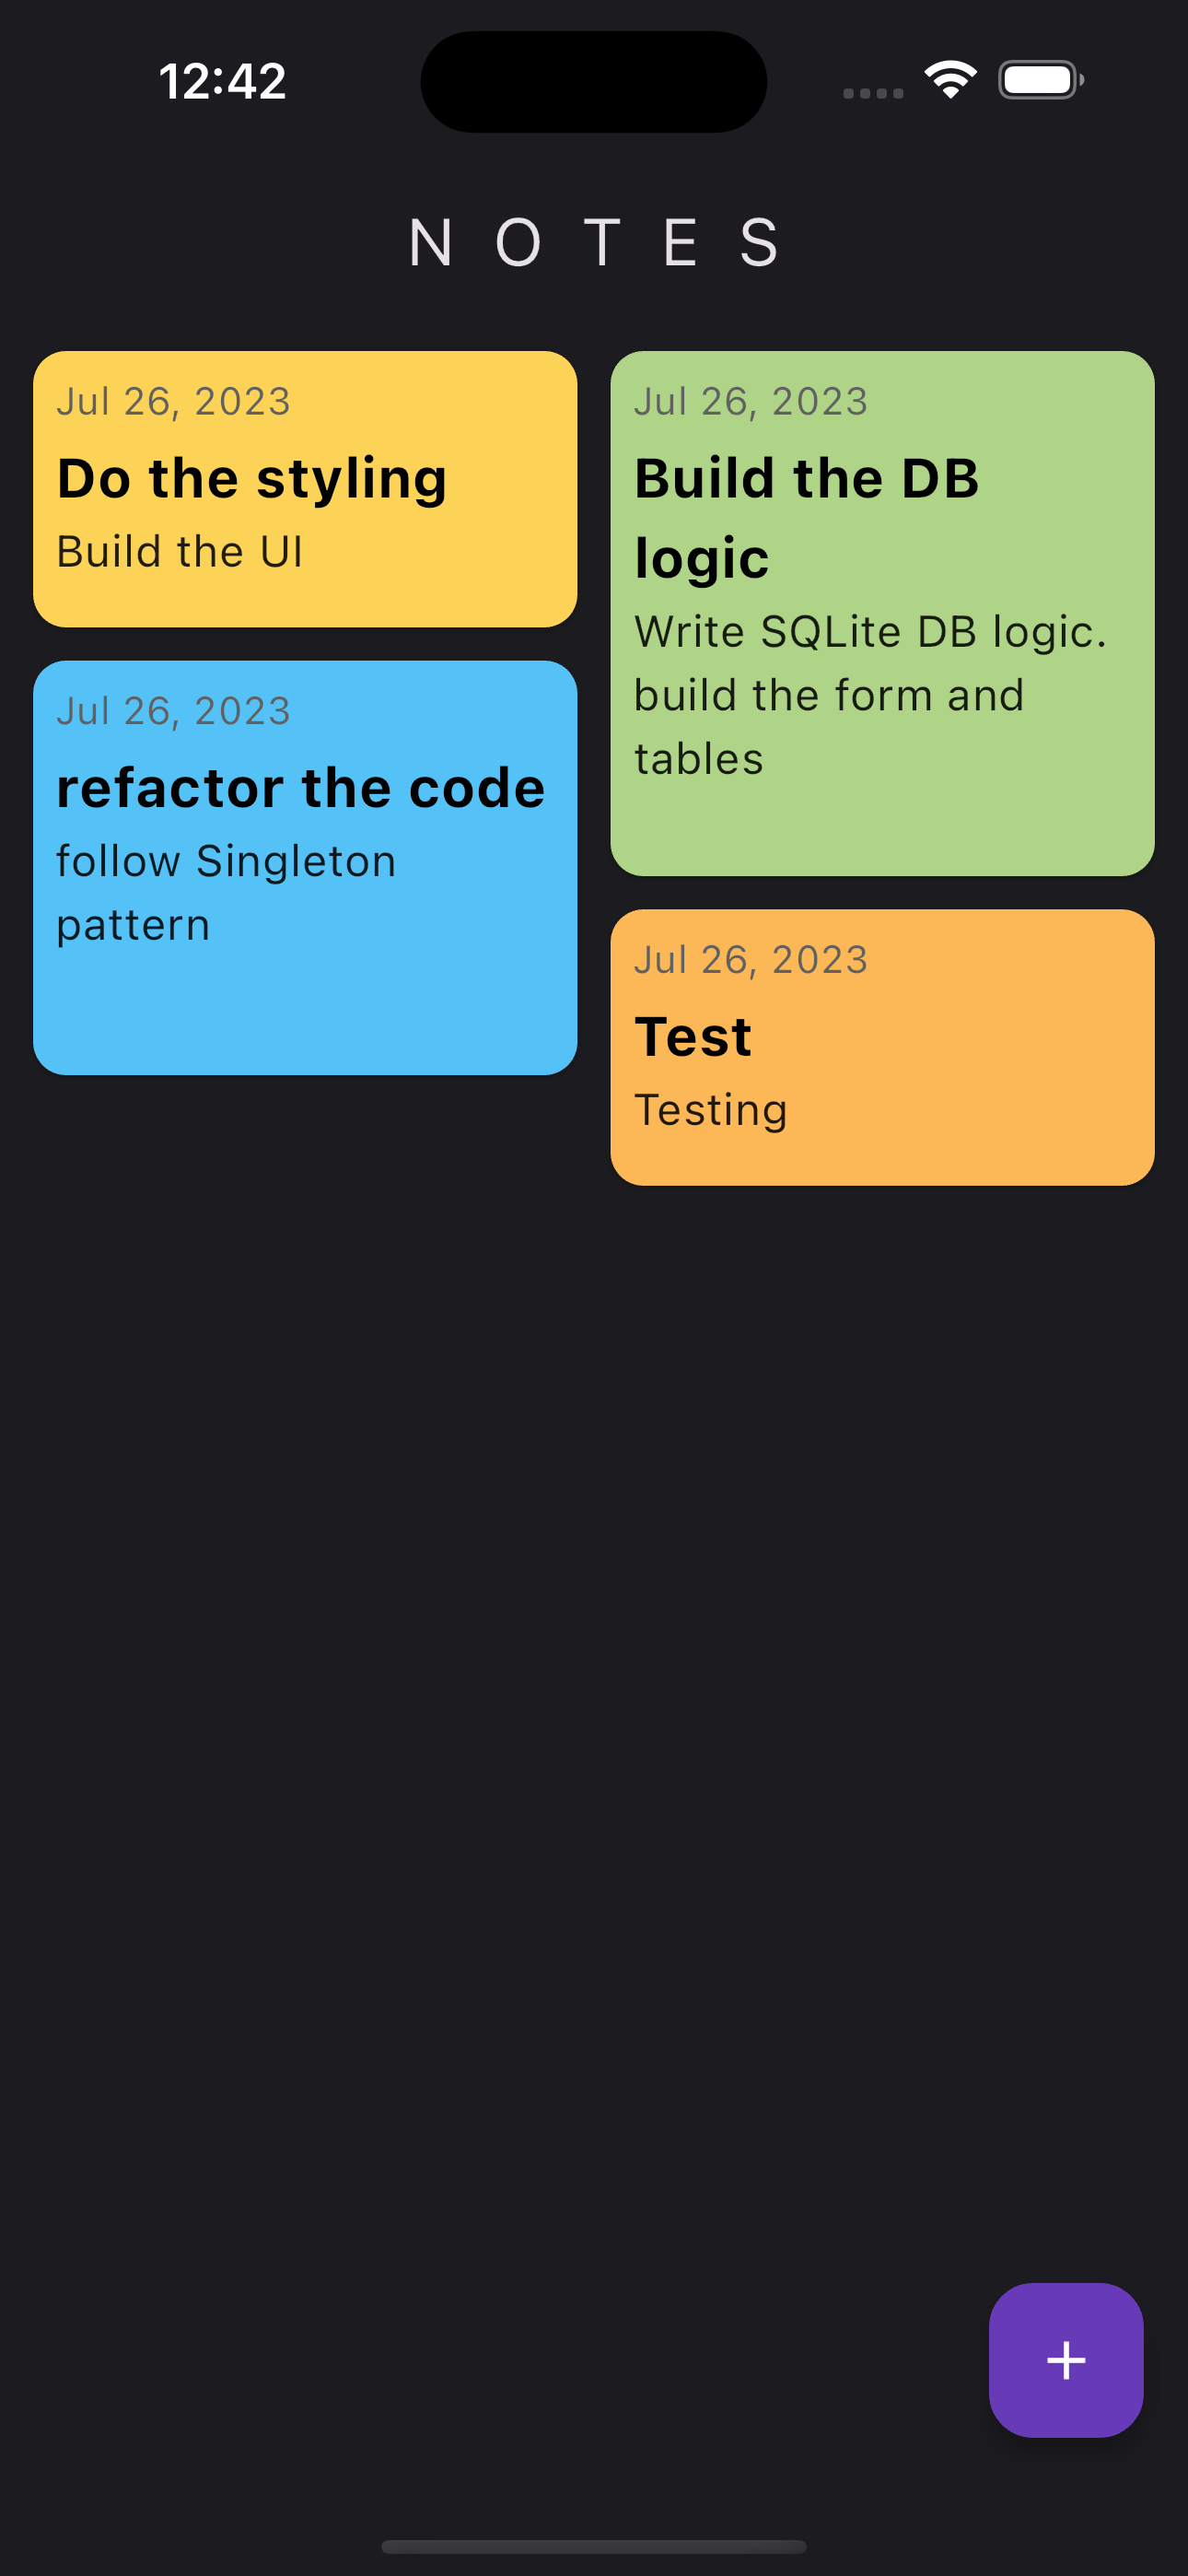 12:42
N O T E S
Jul 26, 2023
Do the styling
Build the UI
Jul 26, 2023
Build the DB
logic
Write SQLite DB logic.
build the form and
tables
Jul 26, 2023
refactor the code
follow Singleton
pattern
Jul 26, 2023
Test
Testing
+